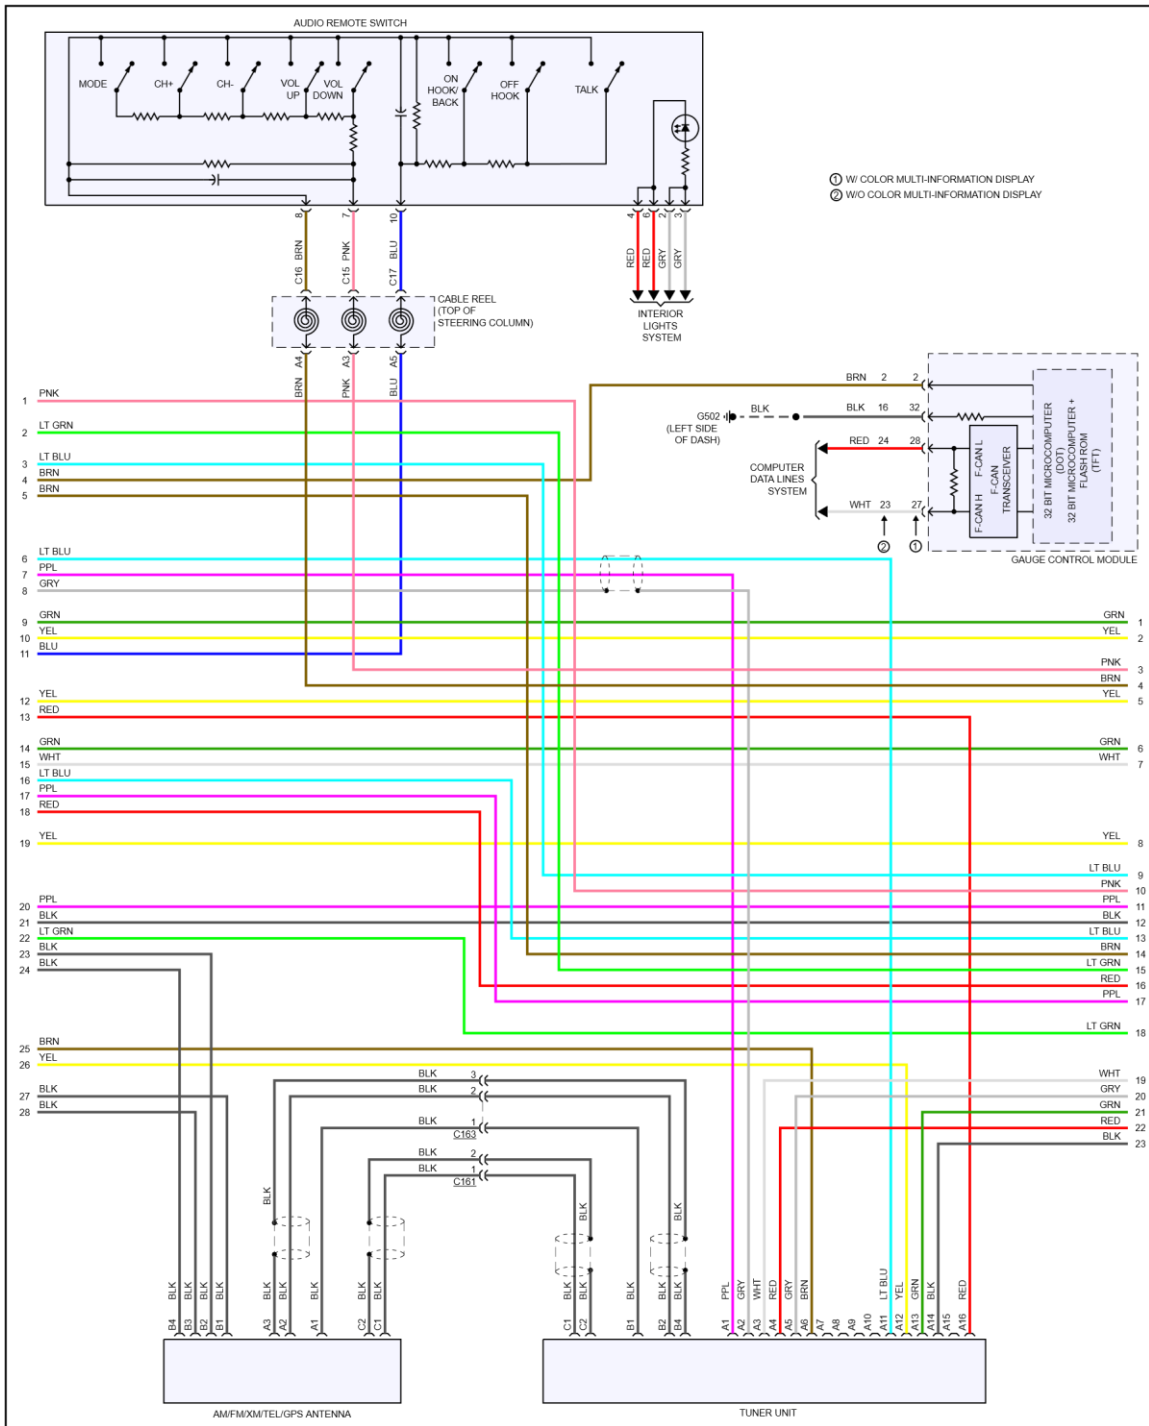 AUDIO REMOTE SWITCH
MODE
CH+
CH-
VOL
UP
VOL
DOWN
ON
HOOK/
BACK
OFF
HOOK
TALK
1 W/ COLOR MULTI-INFORMATION DISPLAY
2 W/O COLOR MULTI-INFORMATION DISPLAY
8 7 10 4 6 2 3
BRN PNK BLU RED RED GRY GRY
C16 C15 C17
CABLE REEL
(TOP OF
STEERING COLUMN)
INTERIOR
LIGHTS
SYSTEM
A4 A3 A5
BRN PNK BLU
BRN 2 2
G502 BLK BLK 16 32
(LEFT SIDE
OF DASH)
RED 24 28
COMPUTER
DATA LINES
SYSTEM
WHT 23 27
2 1
F-CAN H F-CAN L
F-CAN
TRANSCEIVER
32 BIT MICROCOMPUTER
(DOT)
32 BIT MICROCOMPUTER +
FLASH ROM
(TFT)
GAUGE CONTROL MODULE
1 PNK
2 LT GRN
3 LT BLU
4 BRN
5 BRN
6 LT BLU
7 PPL
8 GRY
9 GRN
10 YEL
11 BLU
12 YEL
13 RED
14 GRN
15 WHT
16 LT BLU
17 PPL
18 RED
19 YEL
20 PPL
21 BLK
22 LT GRN
23 BLK
24 BLK
25 BRN
26 YEL
27 BLK
28 BLK
GRN 1
YEL 2
PNK 3
BRN 4
YEL 5
GRN 6
WHT 7
YEL 8
LT BLU 9
PNK 10
PPL 11
BLK 12
LT BLU 13
BRN 14
LT GRN 15
RED 16
PPL 17
LT GRN 18
WHT 19
GRY 20
GRN 21
RED 22
BLK 23
BLK 3
BLK 2
BLK 1
C163
BLK 2
BLK 1
C161
BLK BLK BLK
BLK BLK BLK BLK BLK BLK BLK BLK BLK
B4 B3 B2 B1 A3 A2 A1 C2 C1
AM/FM/XM/TEL/GPS ANTENNA
BLK BLK BLK BLK BLK PPL GRY WHT RED GRY BRN LT BLU YEL GRN BLK RED
C1 C2 B1 B2 B4 A1 A2 A3 A4 A5 A6 A7 A8 A9 A10 A11 A12 A13 A14 A15 A16
TUNER UNIT